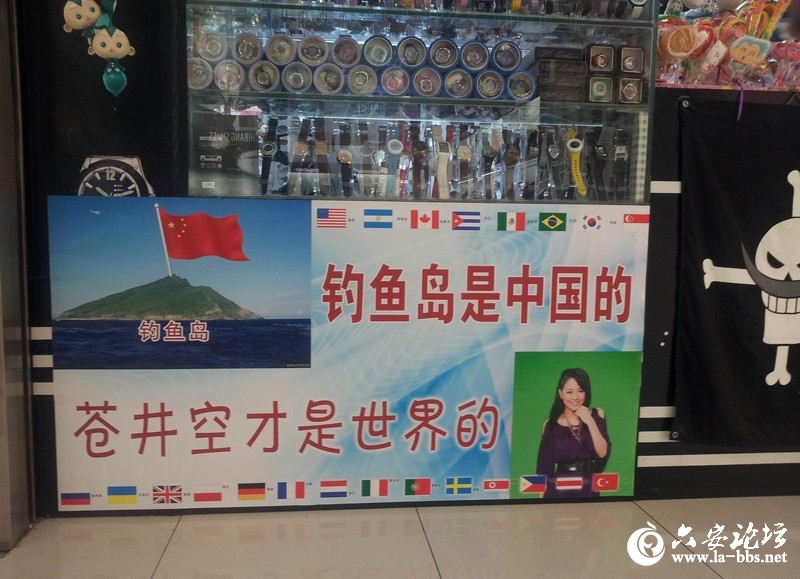 钓鱼岛是中国的
钓鱼岛
苍井空才是世界的
六安论坛
www.la-bbs.net